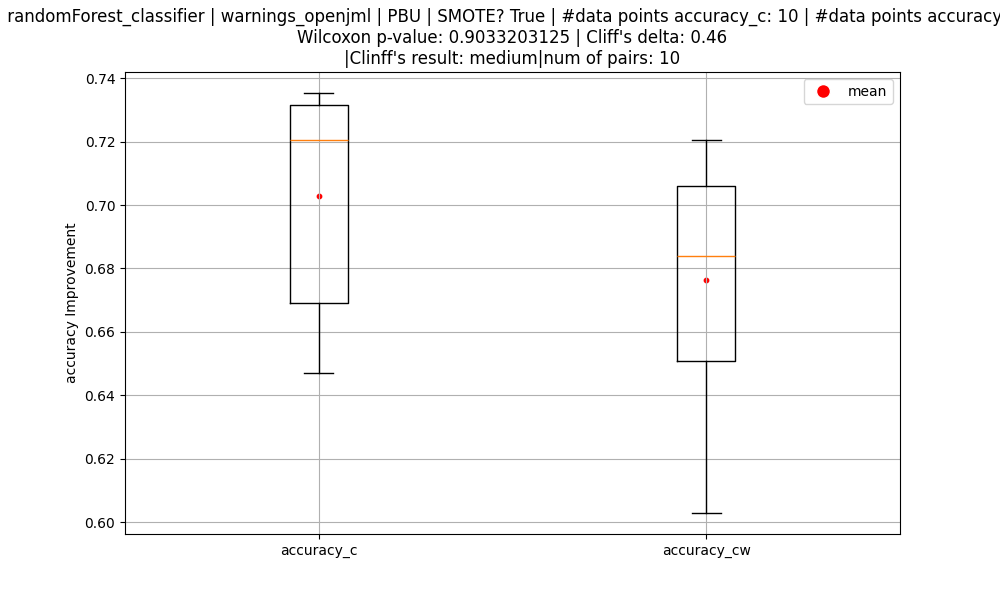 randomForest_classifier | warnings_openjml | PBU | SMOTE? True | #data points accuracy_c: 10 | #data points accuracy
Wilcoxon p-value: 0.9033203125 | Cliff's delta: 0.46
|Clinff's result: medium|num of pairs: 10
mean
0.74
0.72
0.70
0.68
0.66
0.64
0.62
0.60
accuracy Improvement
accuracy_c
accuracy_cw